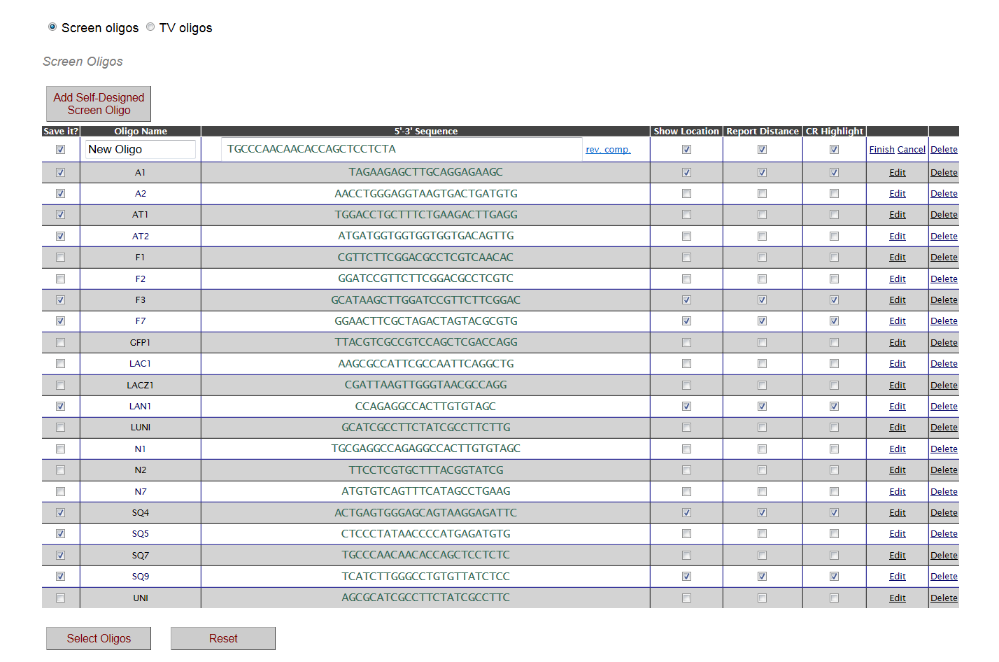 Screen oligos TV oligos
Screen Oligos
Add Self-Designed
Screen Oligo
Save it? Oligo Name 5'-3' Sequence Show Location Report Distance CR Highlight
New Oligo TGCCCAACAACACCAGCTCCTCTA rev. comp. Finish Cancel Delete
A1 TAGAAGAGCTTGCAGGAGAAGC Edit Delete
A2 AACCTGGGAGGTAAGTGACTGATGTG Edit Delete
AT1 TGGACCTGCTTTCTGAAGACTTGAGG Edit Delete
AT2 ATGATGGTGGTGGTGGTGACAGTTG Edit Delete
F1 CGTTCTTCGGACGCCTCGTCAACAC Edit Delete
F2 GGATCCGTTCTTCGGACGCCTCGTC Edit Delete
F3 GCATAAGCTTGGATCCGTTCTTCGGAC Edit Delete
F7 GGAACTTCGCTAGACTAGTACGCGTG Edit Delete
GFP1 TTACGTCGCCGTCCAGCTCGACCAGG Edit Delete
LAC1 AAGCGCCATTCGCCAATTCAGGCTG Edit Delete
LACZ1 CGATTAAGTTGGGTAACGCCAGG Edit Delete
LAN1 CCAGAGGCCACTTGTGTAGC Edit Delete
LUNI GCATCGCCTTCTATCGCCTTCTTG Edit Delete
N1 TGCGAGGCCAGAGGCCACTTGTGTAGC Edit Delete
N2 TTCCTCGTGCTTTACGGTATCG Edit Delete
N7 ATGTGTCAGTTTCATAGCCTGAAG Edit Delete
SQ4 ACTGAGTGGGAGCAGTAAGGAGATTC Edit Delete
SQ5 CTCCCTATAACCCCATGAGATGTG Edit Delete
SQ7 TGCCCAACAACACCAGCTCCTCTC Edit Delete
SQ9 TCATCTTGGGCCTGTGTTATCTCC Edit Delete
UNI AGCGCATCGCCTTCTATCGCCTTC Edit Delete
Select Oligos Reset